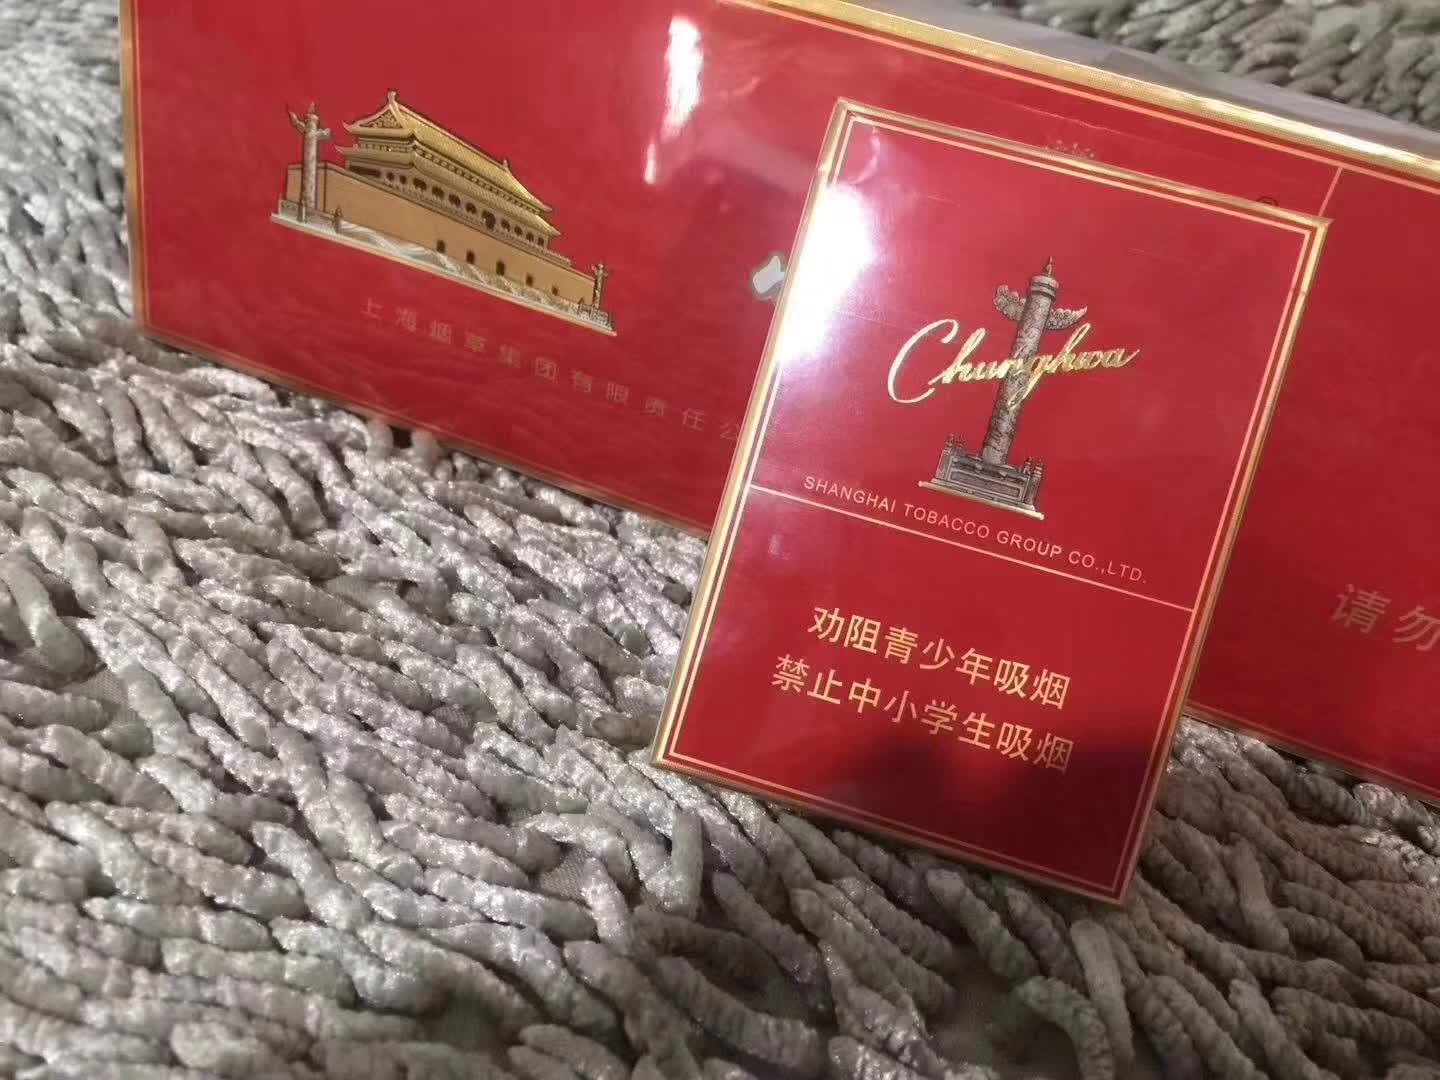 上海烟草集团有限责任公
Chunghwa
SHANGHAI TOBACCO GROUP CO.,LTD.
劝阻青少年吸烟
禁止中小学生吸烟
请勿